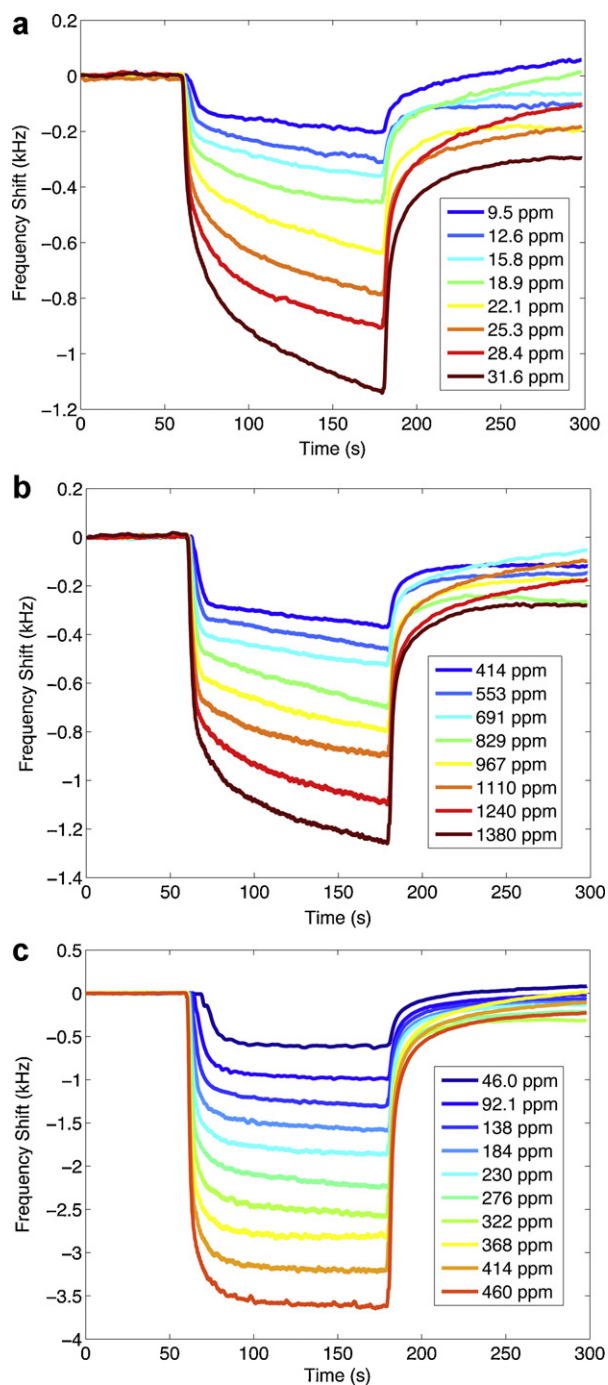 a
0.2
0
−0.2
−0.4
−0.6
−0.8
−1
−1.2
Frequency Shift (kHz)
9.5 ppm
12.6 ppm
15.8 ppm
18.9 ppm
22.1 ppm
25.3 ppm
28.4 ppm
31.6 ppm
0 50 100 150 200 250 300
Time (s)
b
0.2
0
−0.2
−0.4
−0.6
−0.8
−1
−1.2
−1.4
Frequency Shift (kHz)
414 ppm
553 ppm
691 ppm
829 ppm
967 ppm
1110 ppm
1240 ppm
1380 ppm
0 50 100 150 200 250 300
Time (s)
c
0.5
0
−0.5
−1
−1.5
−2
−2.5
−3
−3.5
−4
Frequency Shift (kHz)
46.0 ppm
92.1 ppm
138 ppm
184 ppm
230 ppm
276 ppm
322 ppm
368 ppm
414 ppm
460 ppm
0 50 100 150 200 250 300
Time (s)